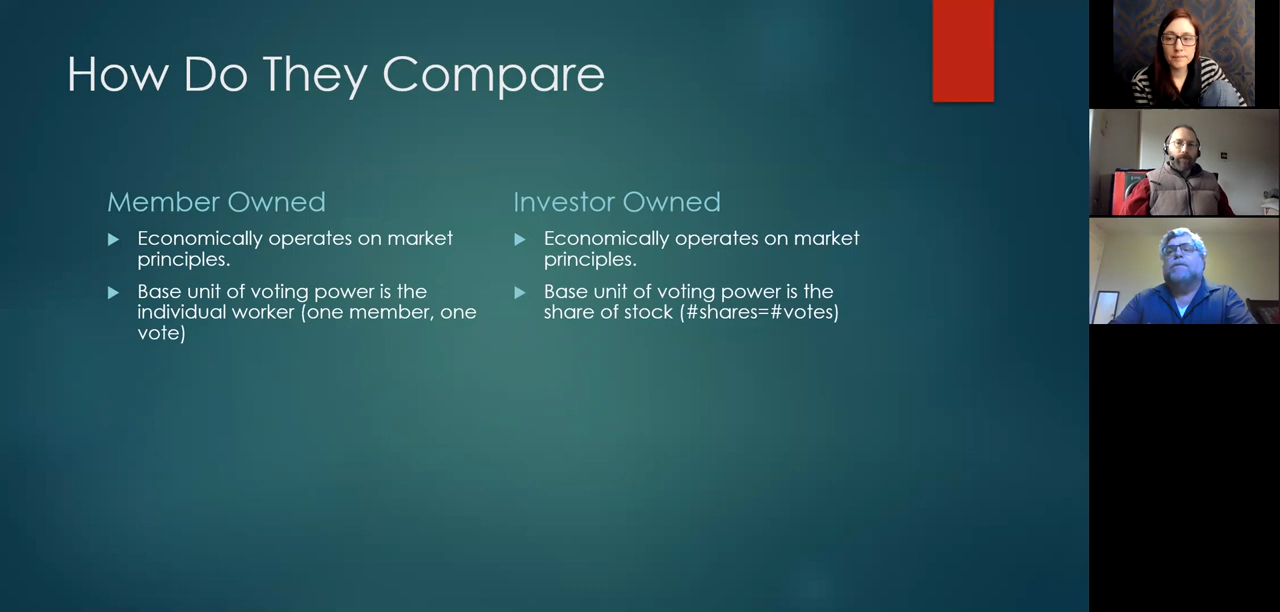 How Do They Compare
Member Owned
Economically operates on market
principles.
Base unit of voting power is the
individual worker (one member, one
vote)
Investor Owned
Economically operates on market
principles.
Base unit of voting power is the
share of stock (#shares=#votes)